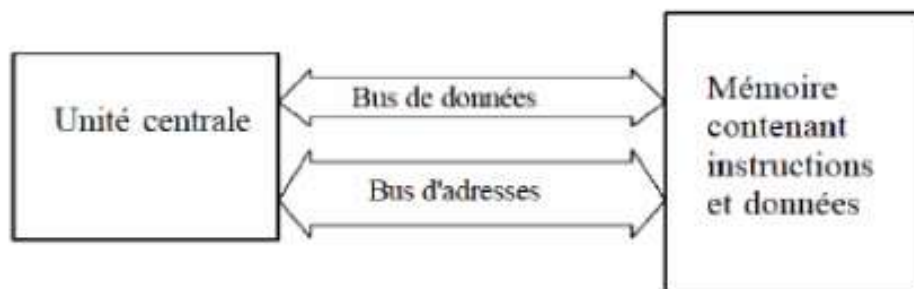 Unité centrale
Bus de données
Bus d'adresses
Mémoire
contenant
instructions
et données